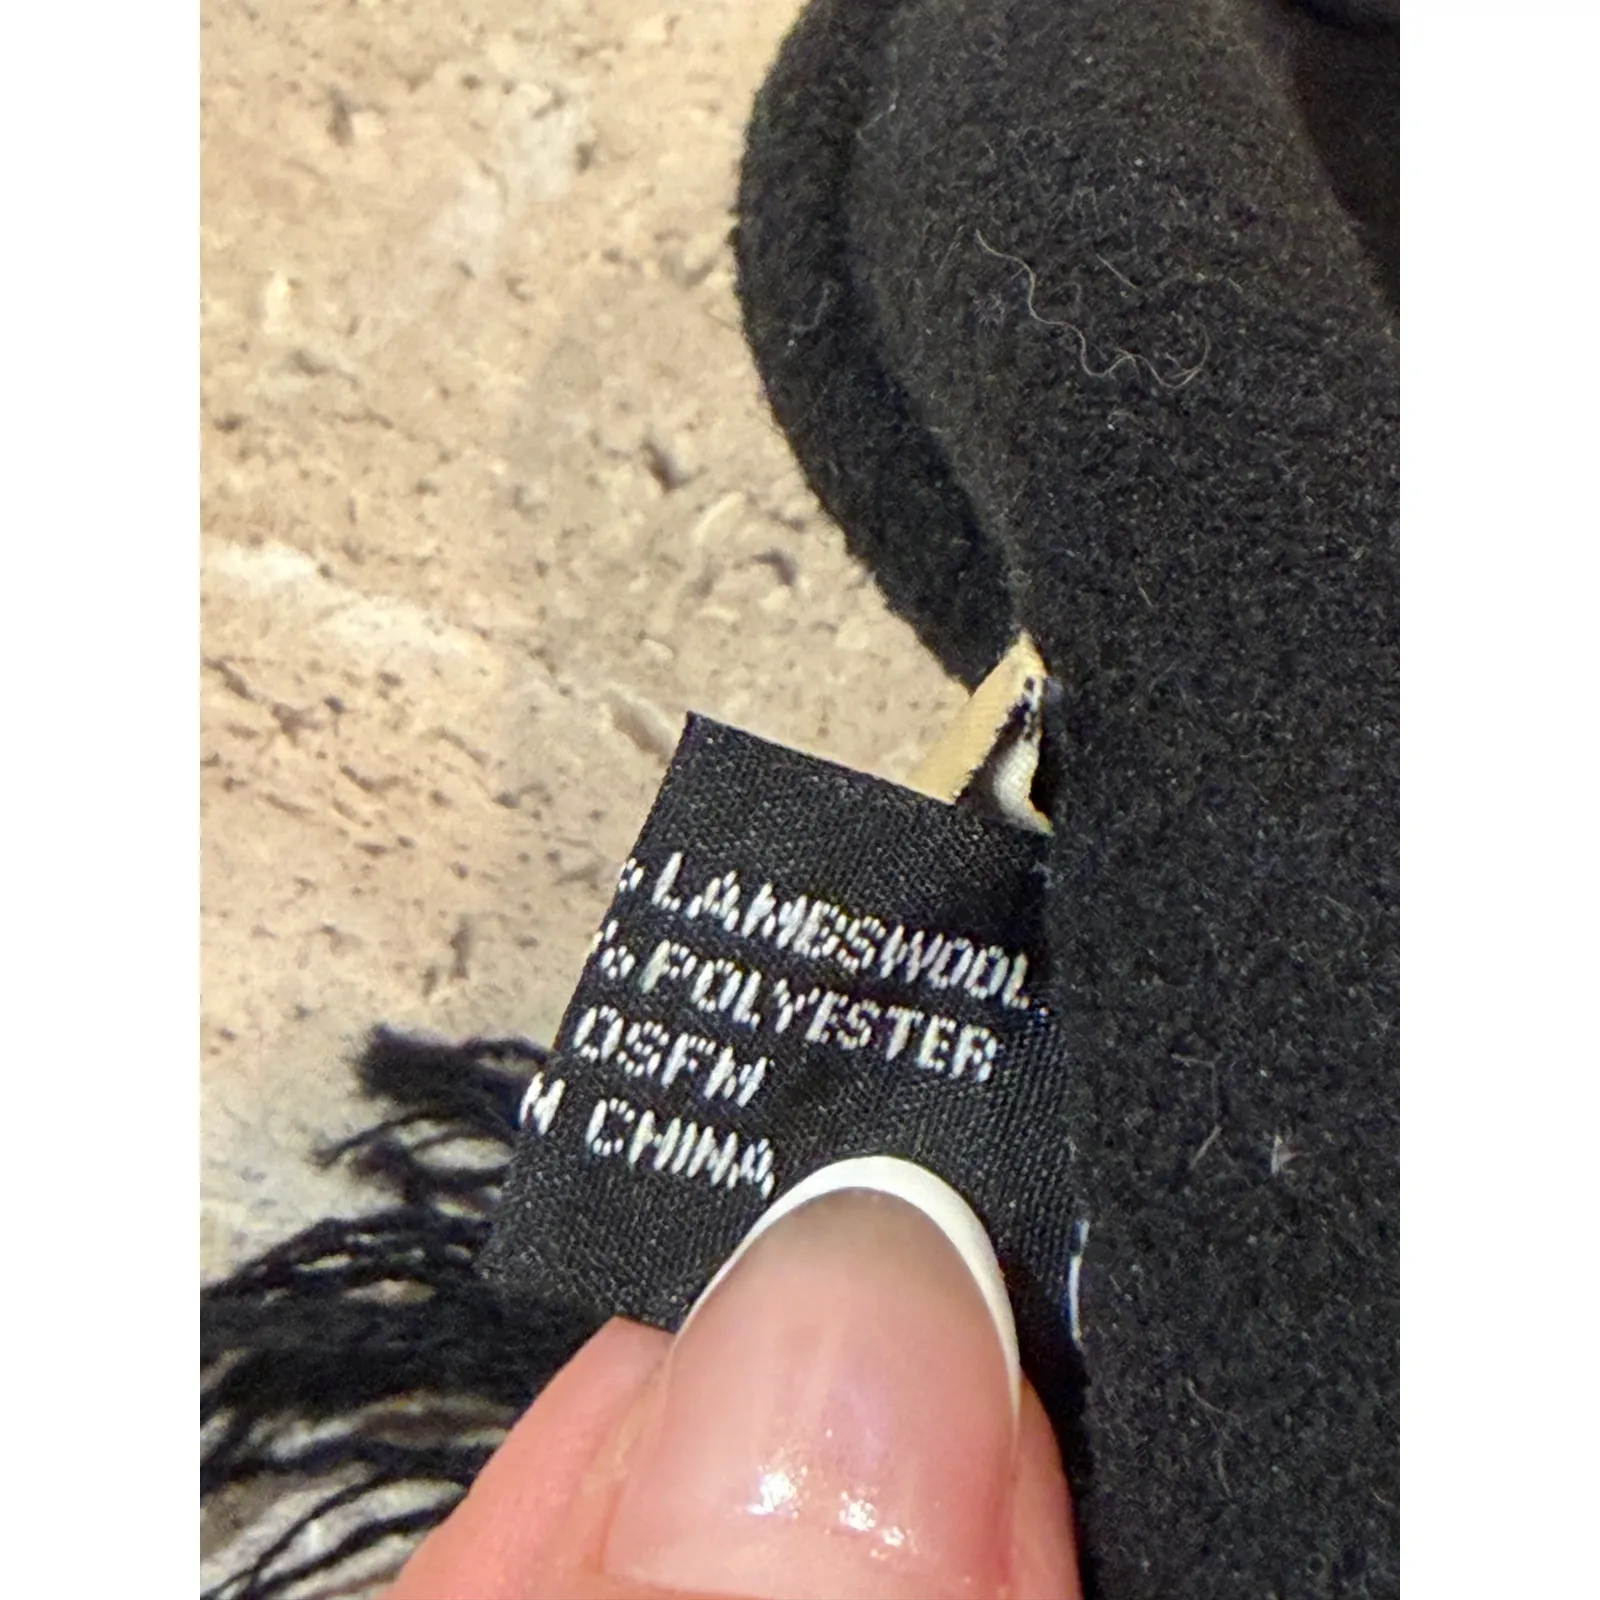 % LAMBSWOOL
% POLYESTER
OSFM
N CHINA